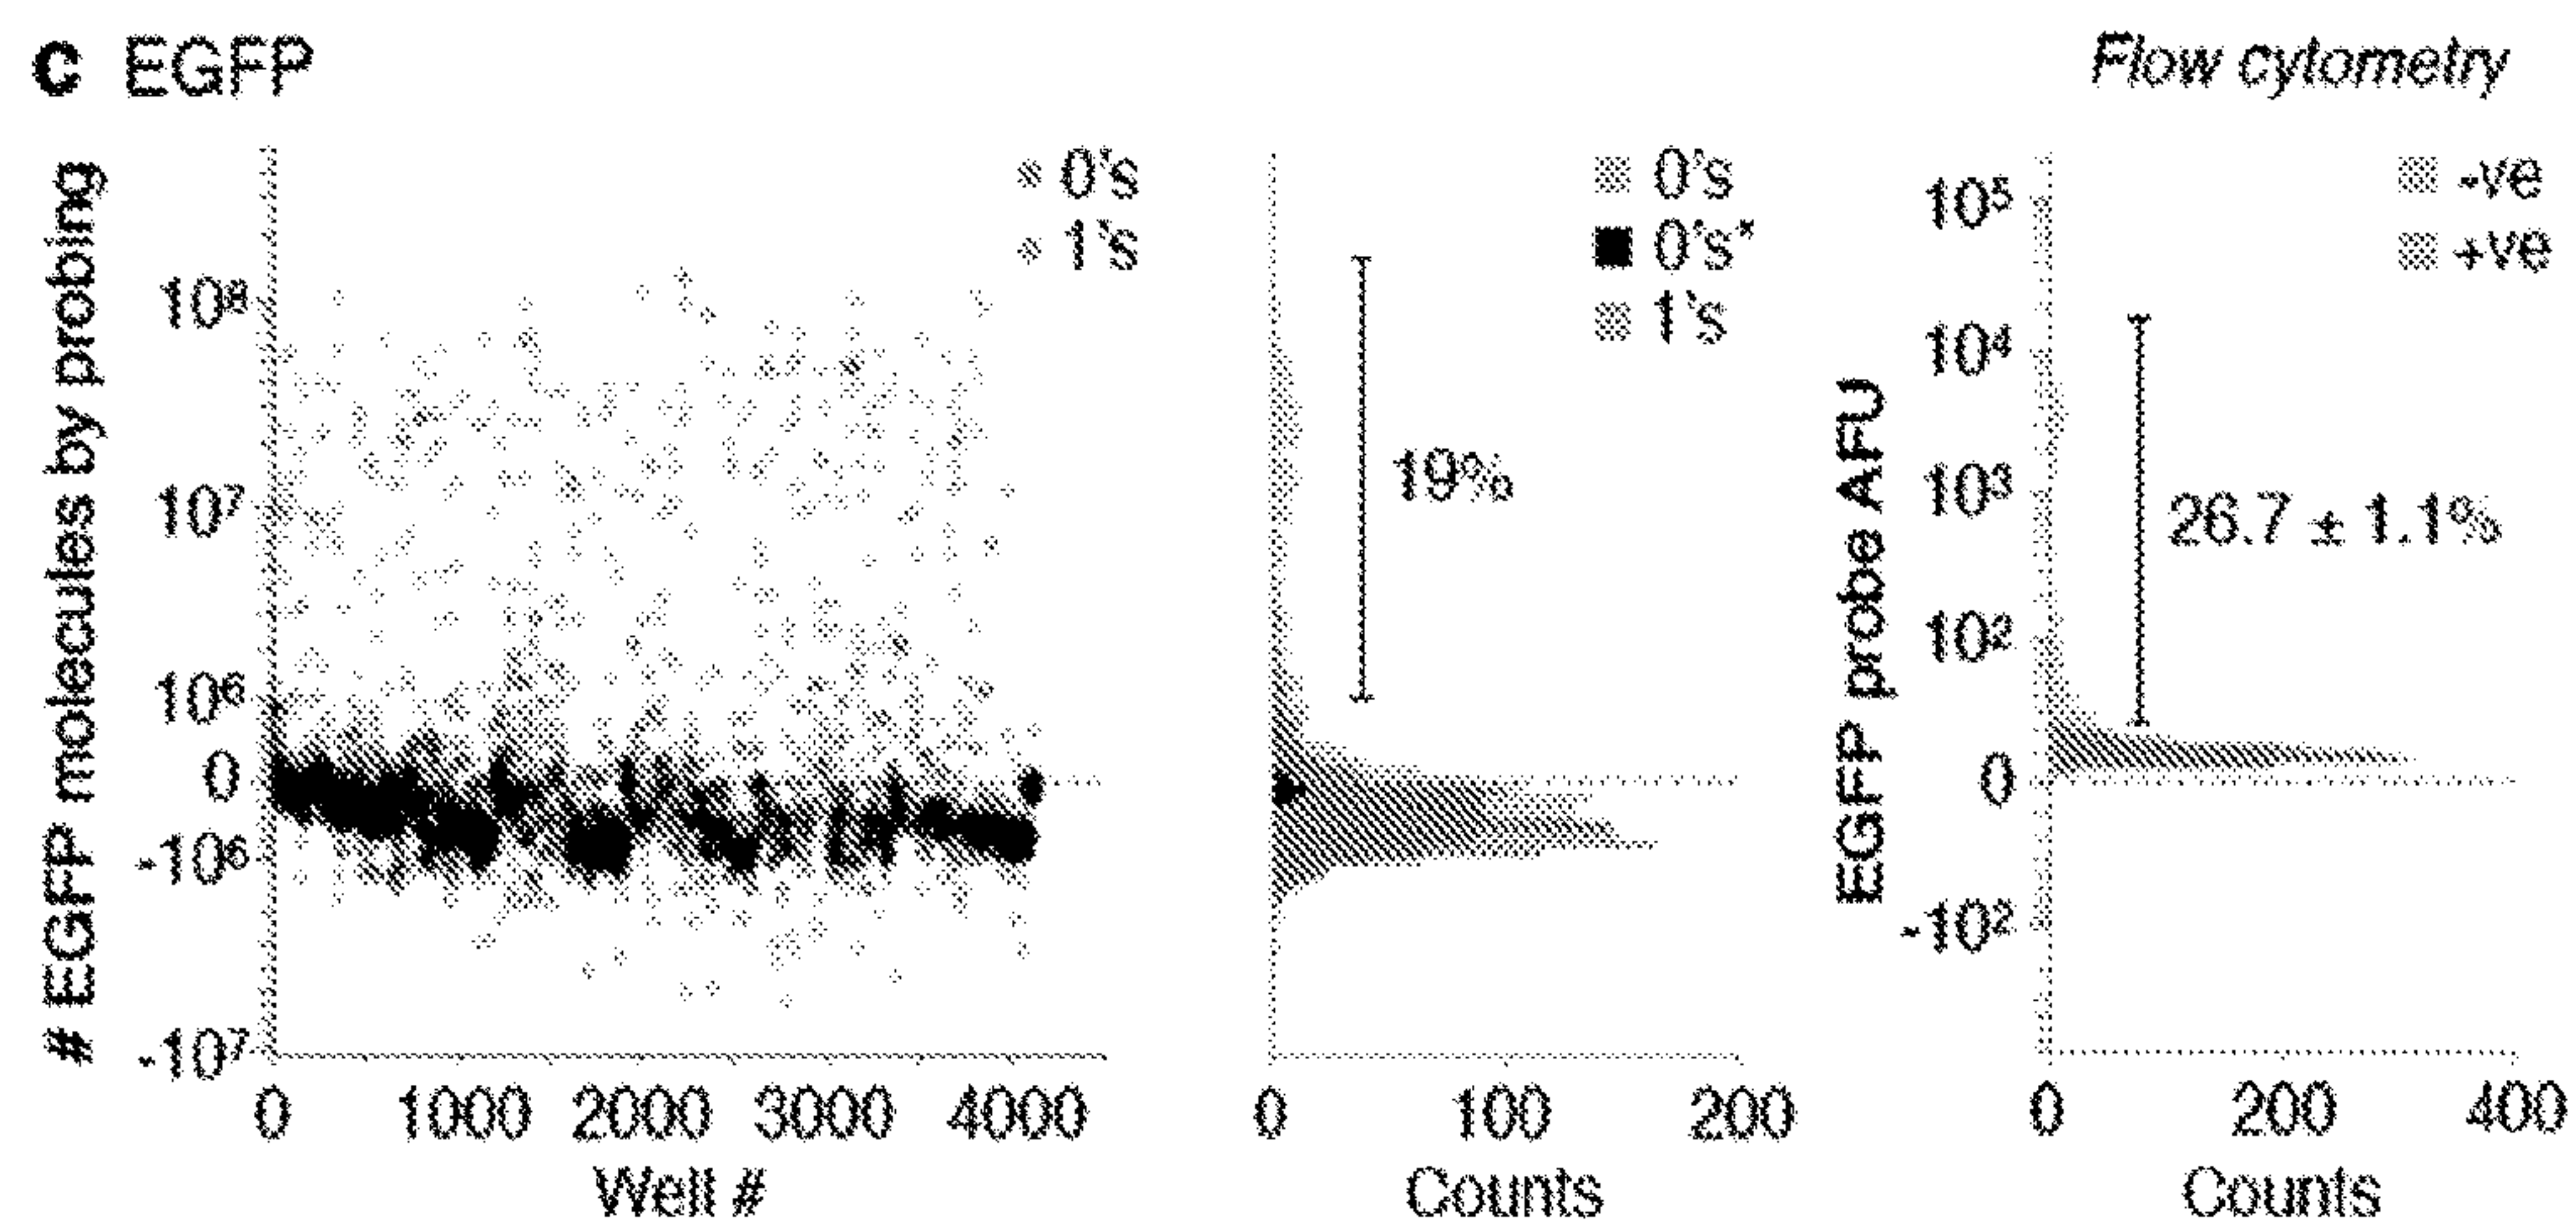 c EGFP
# EGFP molecules by probing
10⁸
10⁷
10⁶
0
-10⁶
-10⁷
0's
1's
0 1000 2000 3000 4000
Well #
0's
0's*
1's
19%
0 100 200
Counts
Flow cytometry
-ve
+ve
EGFP probe AFU
10⁵
10⁴
10³
10²
0
-10²
26.7 ± 1.1%
0 200 400
Counts